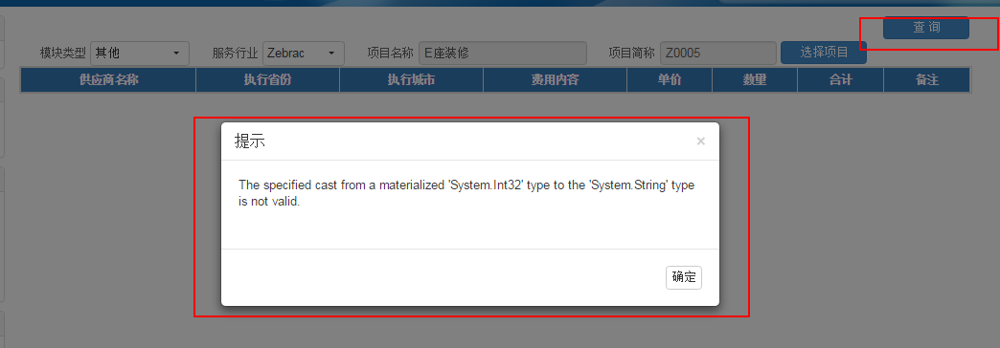 查 询
模块类型 其他 服务行业 Zebrac 项目名称 E座装修 项目简称 Z0005 选择项目
供应商名称 执行省份 执行城市 费用内容 单价 数量 合计 备注
提示 ×
The specified cast from a materialized 'System.Int32' type to the 'System.String' type
is not valid.
确定